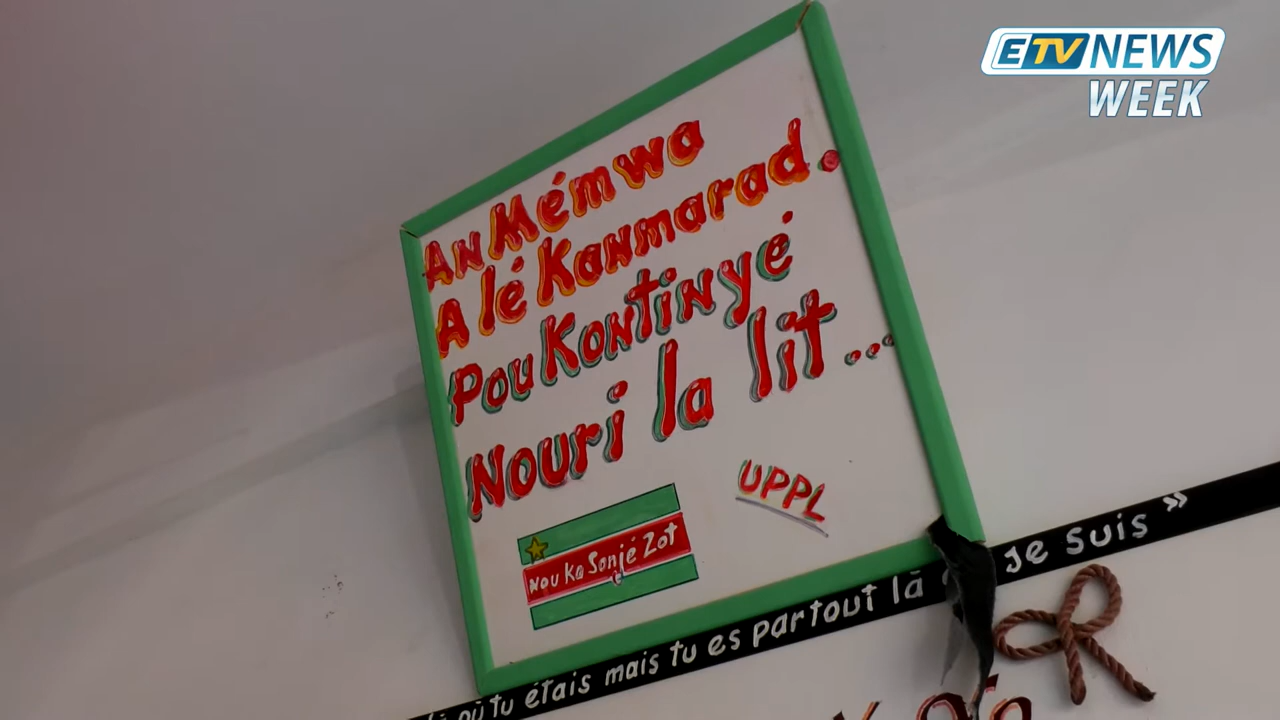 ETV NEWS
WEEK
An Mémwa
A lé Kanmarad.
Pou Kontinyé
Nouri la lit...
UPPL
Nou Ka Sonjé Zot
où tu étais mais tu es partout là
Je suis »